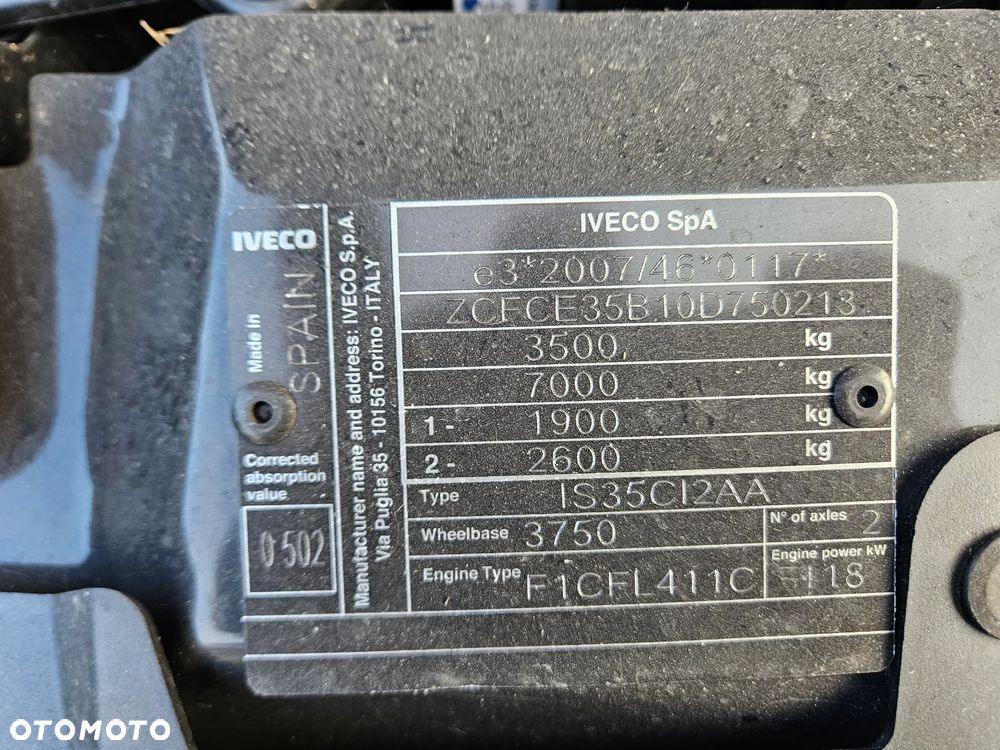 IVECO
Made in
SPAIN
Corrected
absorption
value
0 502
Manufacturer name and address: IVECO S.p.A.
Via Puglia 35 - 10156 Torino - ITALY
IVECO SpA
e3*2007/46*0117*
ZCFCE35B10D750213
3500 kg
7000 kg
1- 1900 kg
2- 2600 kg
Type IS35CI2AA
Wheelbase 3750
N° of axles 2
Engine Type F1CFL411C
Engine power kW 118
OTOMOTO